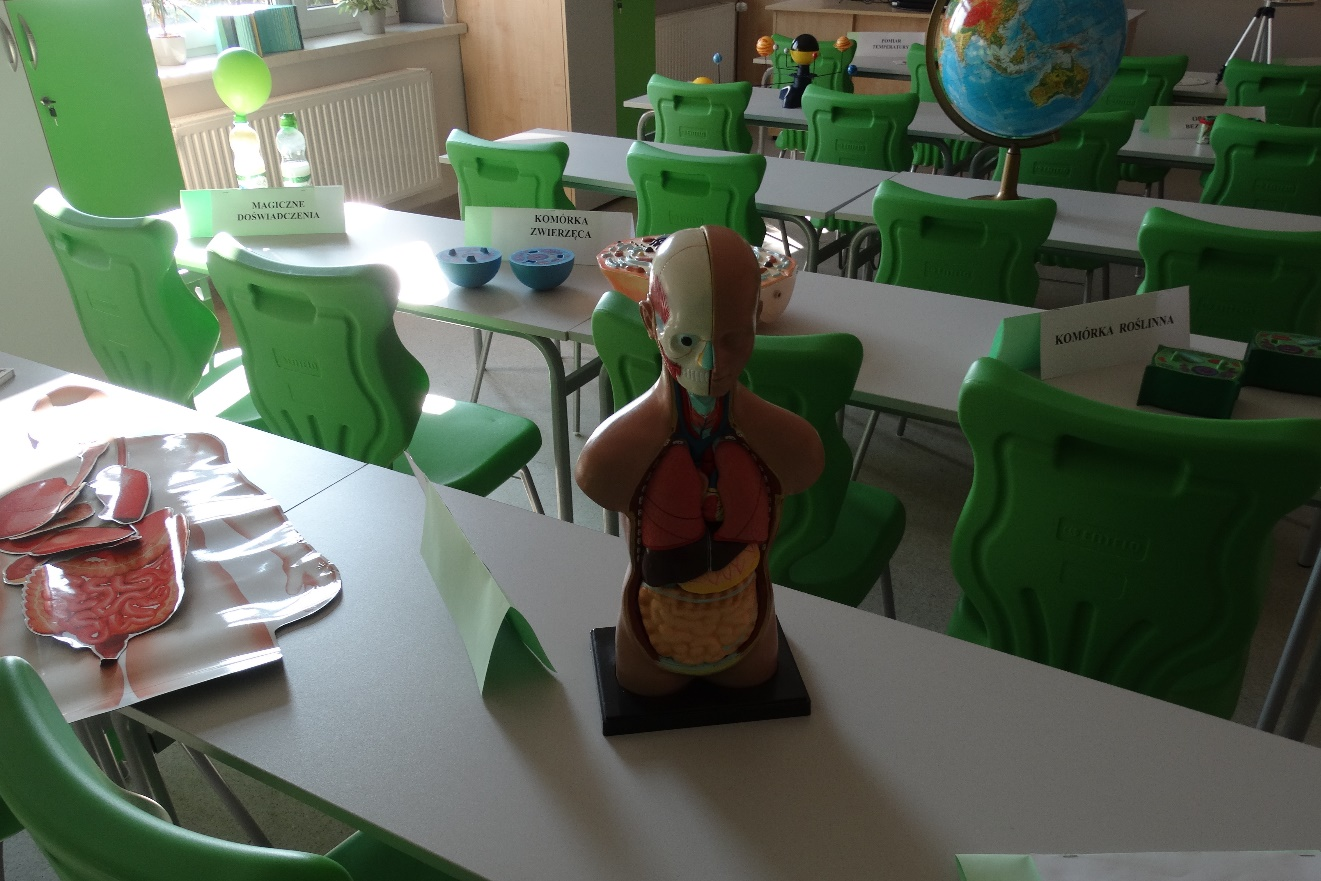 MAGICZNE
DOŚWIADCZENIA
KOMÓRKA
ZWIERZĘCA
POMIAR
TEMPERATURY
KOMÓRKA ROŚLINNA